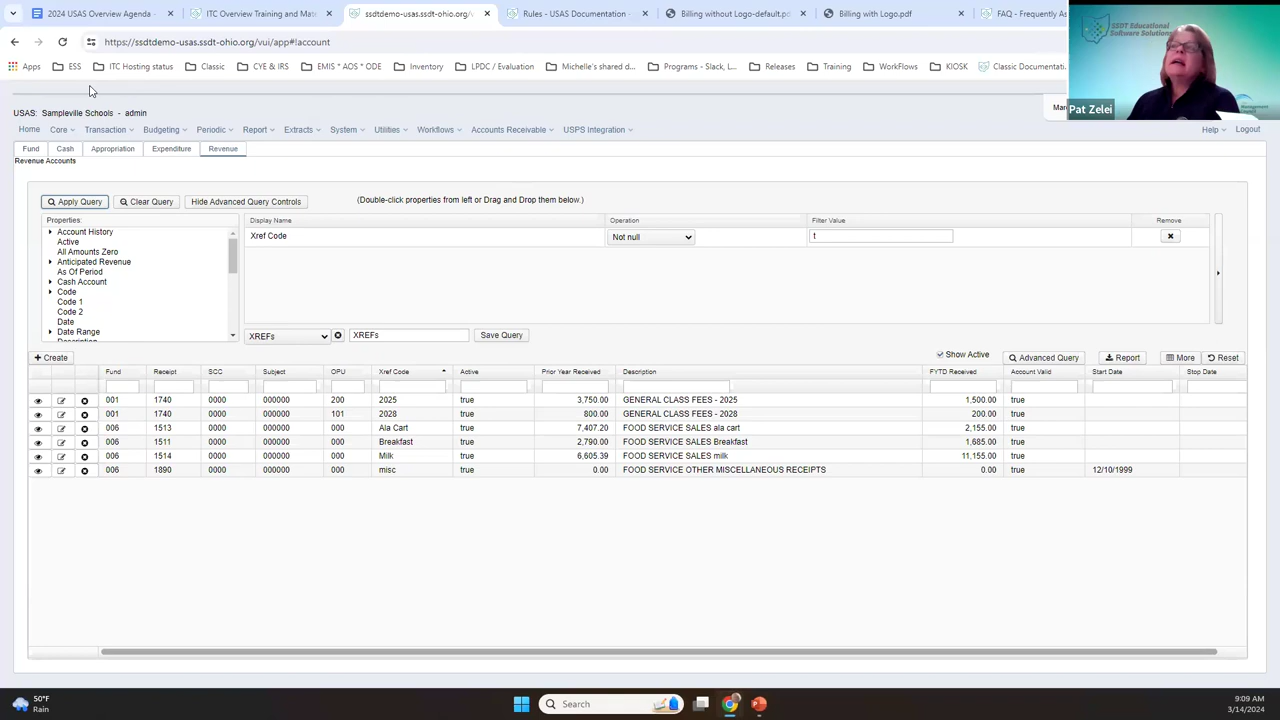 2024 USAS Overview Agenda -
ITC Overview Training and Mat
ssdtdemo-usas.ssdt-ohio.org/v
Rules - USAS Documentation -
Billing without logo-default.pd
Billing with Logo.pdf
FAQ - Frequently As
https://ssdtdemo-usas.ssdt-ohio.org/vui/app#!account
Apps ESS ITC Hosting status Classic CYE & IRS EMIS * AOS * ODE Inventory LPDC / Evaluation Michelle's shared d... Programs - Slack, L... Releases Training WorkFlows KIOSK Classic Documentati...
SSDT Educational
Software Solutions
Pat Zelei
USAS: Sampleville Schools - admin
Home Core Transaction Budgeting Periodic Report Extracts System Utilities Workflows Accounts Receivable USPS Integration Help Logout
Fund Cash Appropriation Expenditure Revenue
Revenue Accounts
Apply Query Clear Query Hide Advanced Query Controls (Double-click properties from left or Drag and Drop them below.)
Properties:
Account History
Active
All Amounts Zero
Anticipated Revenue
As Of Period
Cash Account
Code
Code 1
Code 2
Date
Date Range
Display Name Operation Filter Value Remove
Xref Code Not null t
XREFs XREFs Save Query
Create Show Active Advanced Query Report More Reset
Fund Receipt SCC Subject OPU Xref Code Active Prior Year Received Description FYTD Received Account Valid Start Date Stop Date
001 1740 0000 000000 200 2025 true 3,750.00 GENERAL CLASS FEES - 2025 1,500.00 true
001 1740 0000 000000 101 2028 true 800.00 GENERAL CLASS FEES - 2028 200.00 true
006 1513 0000 000000 000 Ala Cart true 7,407.20 FOOD SERVICE SALES ala cart 2,155.00 true
006 1511 0000 000000 000 Breakfast true 2,790.00 FOOD SERVICE SALES Breakfast 1,685.00 true
006 1514 0000 000000 000 Milk true 6,605.39 FOOD SERVICE SALES milk 11,155.00 true
006 1890 0000 000000 000 misc true 0.00 FOOD SERVICE OTHER MISCELLANEOUS RECEIPTS 0.00 true 12/10/1999
50°F
Rain
Search
9:09 AM
3/14/2024